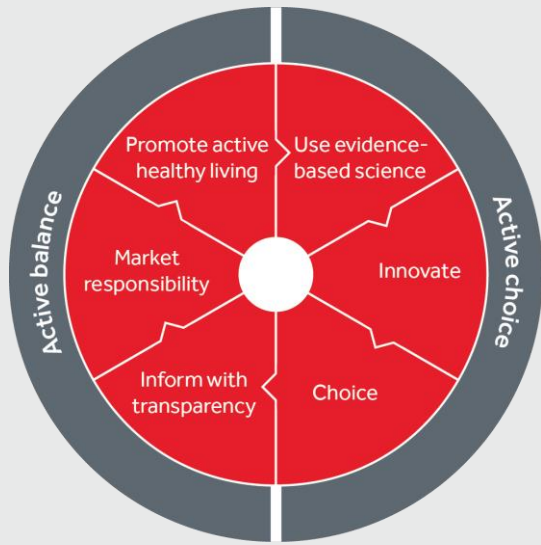 Promote active
healthy living
Use evidence-
based science
Market
responsibility
Innovate
Inform with
transparency
Choice
Active balance
Active choice